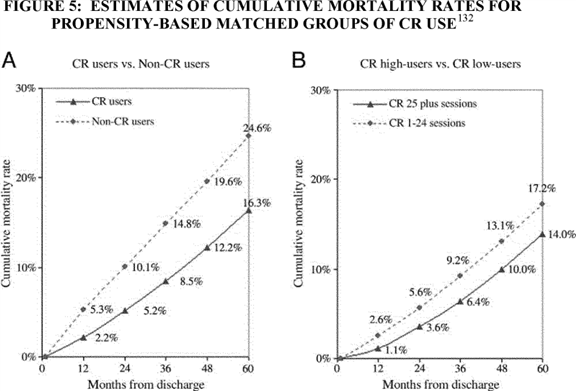 FIGURE 5: ESTIMATES OF CUMULATIVE MORTALITY RATES FOR
PROPENSITY-BASED MATCHED GROUPS OF CR USE132
A
CR users vs. Non-CR users
30%
20%
10%
0%
Cumulative mortality rate
CR users
Non-CR users
24.6%
19.6%
16.3%
14.8%
12.2%
10.1%
8.5%
5.3%
5.2%
2.2%
0 12 24 36 48 60
Months from discharge
B
CR high-users vs. CR low-users
30%
20%
10%
0%
Cumulative mortality rate
CR 25 plus sessions
CR 1-24 sessions
17.2%
14.0%
13.1%
10.0%
9.2%
6.4%
5.6%
3.6%
2.6%
1.1%
0 12 24 36 48 60
Months from discharge